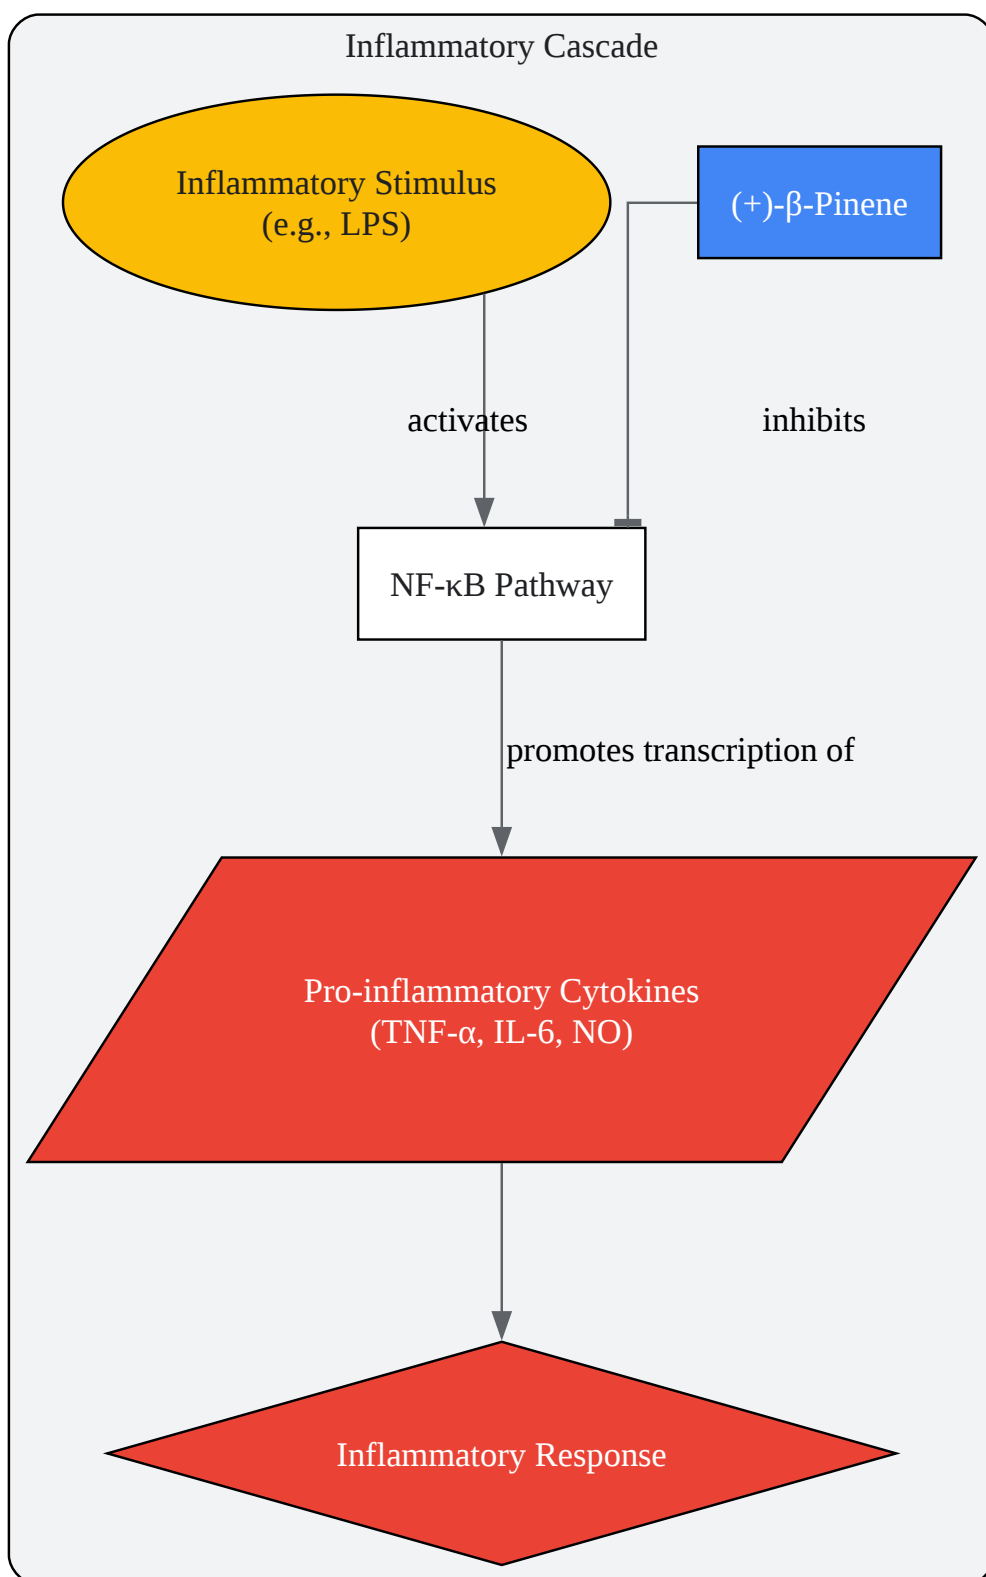 Inflammatory Cascade
Inflammatory Stimulus
(e.g., LPS)
(+)-β-Pinene
activates
inhibits
NF-κB Pathway
promotes transcription of
Pro-inflammatory Cytokines
(TNF-α, IL-6, NO)
Inflammatory Response